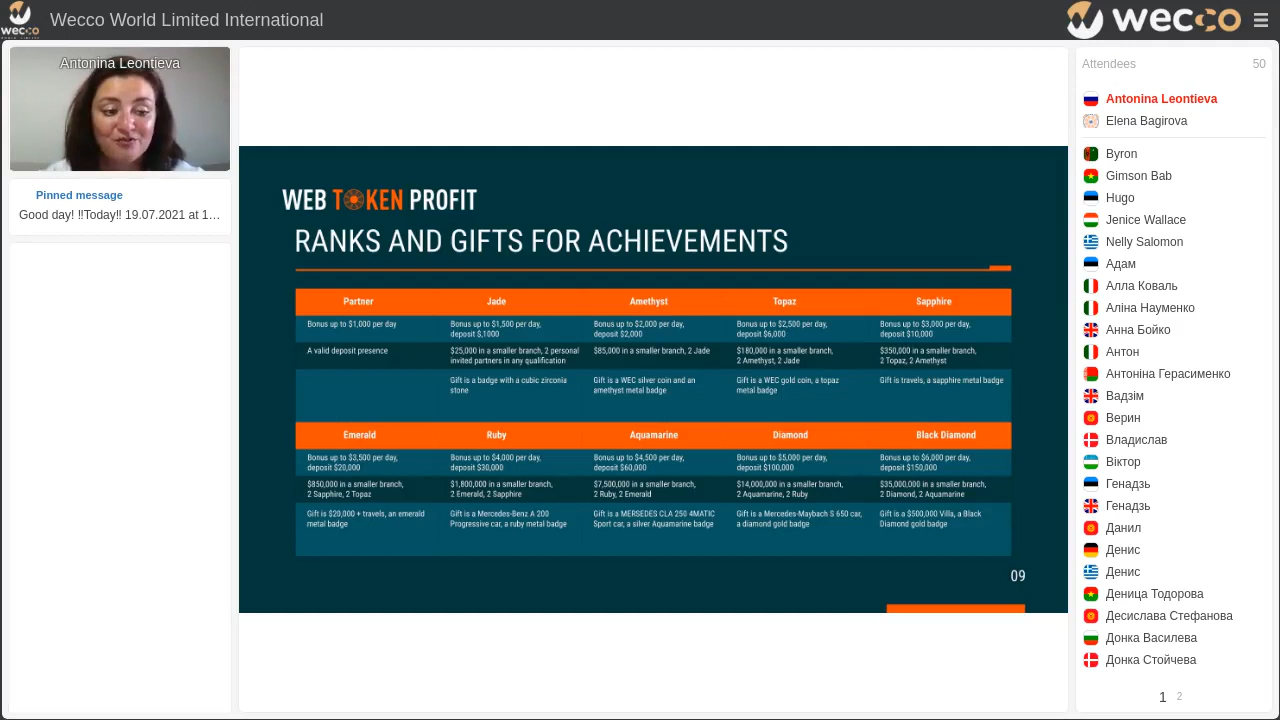 wecco
Wecco World Limited International
wecco
Antonina Leontieva
Pinned message
Good day! ‼Today‼ 19.07.2021 at 1…
WEB TOKEN PROFIT
RANKS AND GIFTS FOR ACHIEVEMENTS
Partner Jade Amethyst Topaz Sapphire
Bonus up to $1,000 per day
Bonus up to $1,500 per day,
deposit $,1000
Bonus up to $2,000 per day,
deposit $2,000
Bonus up to $2,500 per day,
deposit $6,000
Bonus up to $3,000 per day,
deposit $10,000
A valid deposit presence
$25,000 in a smaller branch, 2 personal
invited partners in any qualification
$85,000 in a smaller branch, 2 Jade
$180,000 in a smaller branch,
2 Amethyst, 2 Jade
$350,000 in a smaller branch,
2 Topaz, 2 Amethyst
Gift is a badge with a cubic zirconia
stone
Gift is a WEC silver coin and an
amethyst metal badge
Gift is a WEC gold coin, a topaz
metal badge
Gift is travels, a sapphire metal badge
Emerald Ruby Aquamarine Diamond Black Diamond
Bonus up to $3,500 per day,
deposit $20,000
Bonus up to $4,000 per day,
deposit $30,000
Bonus up to $4,500 per day,
deposit $60,000
Bonus up to $5,000 per day,
deposit $100,000
Bonus up to $6,000 per day,
deposit $150,000
$850,000 in a smaller branch,
2 Sapphire, 2 Topaz
$1,800,000 in a smaller branch,
2 Emerald, 2 Sapphire
$7,500,000 in a smaller branch,
2 Ruby, 2 Emerald
$14,000,000 in a smaller branch,
2 Aquamarine, 2 Ruby
$35,000,000 in a smaller branch,
2 Diamond, 2 Aquamarine
Gift is $20,000 + travels, an emerald
metal badge
Gift is a Mercedes-Benz A 200
Progressive car, a ruby metal badge
Gift is a MERSEDES CLA 250 4MATIC
Sport car, a silver Aquamarine badge
Gift is a Mercedes-Maybach S 650 car,
a diamond gold badge
Gift is a $500,000 Villa, a Black
Diamond gold badge
09
Attendees 50
Antonina Leontieva
Elena Bagirova
Byron
Gimson Bab
Hugo
Jenice Wallace
Nelly Salomon
Адам
Алла Коваль
Аліна Науменко
Анна Бойко
Антон
Антоніна Герасименко
Вадзім
Верин
Владислав
Віктор
Генадзь
Генадзь
Данил
Денис
Денис
Деница Тодорова
Десислава Стефанова
Донка Василева
Донка Стойчева
1 2